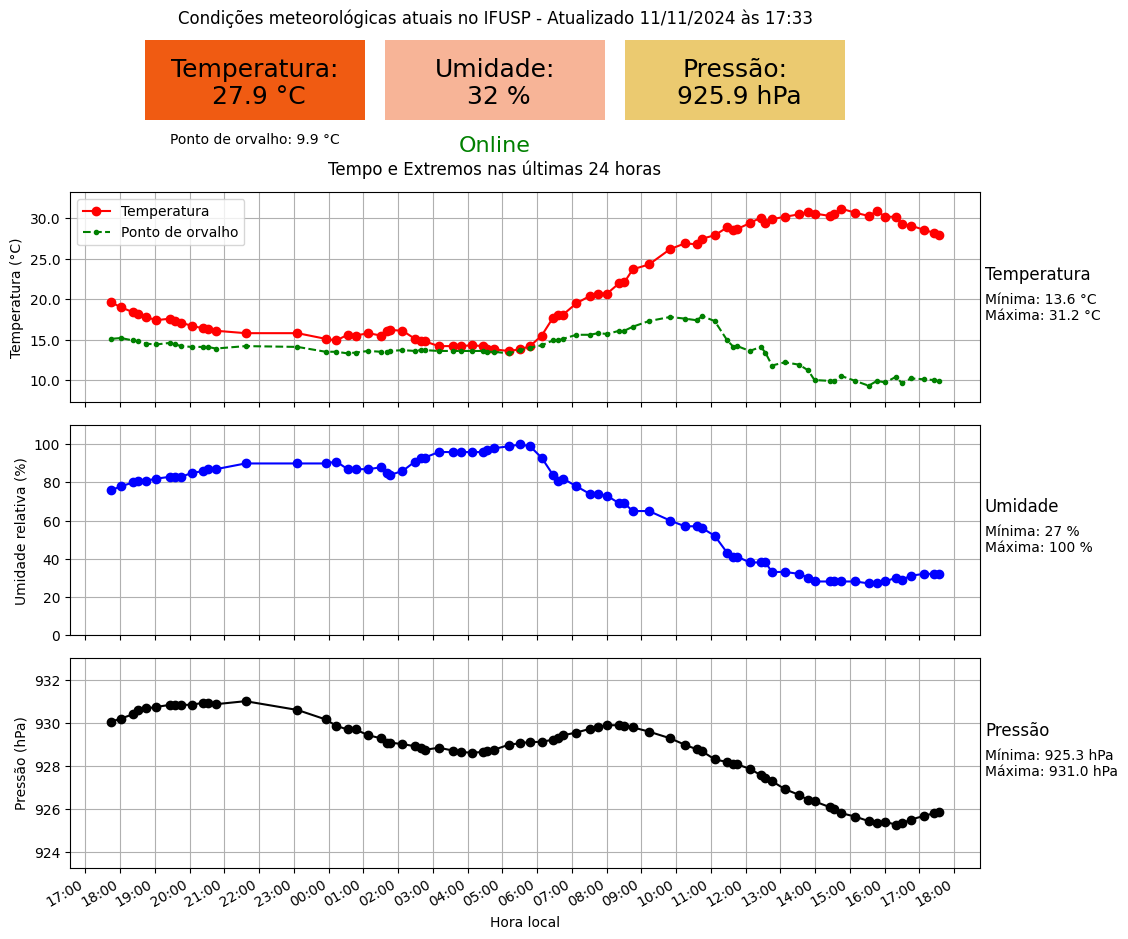 Condições meteorológicas atuais no IFUSP - Atualizado 11/11/2024 às 17:33
Temperatura:
27.9 °C
Umidade:
32 %
Pressão:
925.9 hPa
Ponto de orvalho: 9.9 °C
Online
Tempo e Extremos nas últimas 24 horas
Temperatura (°C)
30.0
25.0
20.0
15.0
10.0
Temperatura
Ponto de orvalho
Temperatura
Mínima: 13.6 °C
Máxima: 31.2 °C
Umidade relativa (%)
100
80
60
40
20
0
Umidade
Mínima: 27 %
Máxima: 100 %
Pressão (hPa)
932
930
928
926
924
Pressão
Mínima: 925.3 hPa
Máxima: 931.0 hPa
17:00 18:00 19:00 20:00 21:00 22:00 23:00 00:00 01:00 02:00 03:00 04:00 05:00 06:00 07:00 08:00 09:00 10:00 11:00 12:00 13:00 14:00 15:00 16:00 17:00 18:00
Hora local